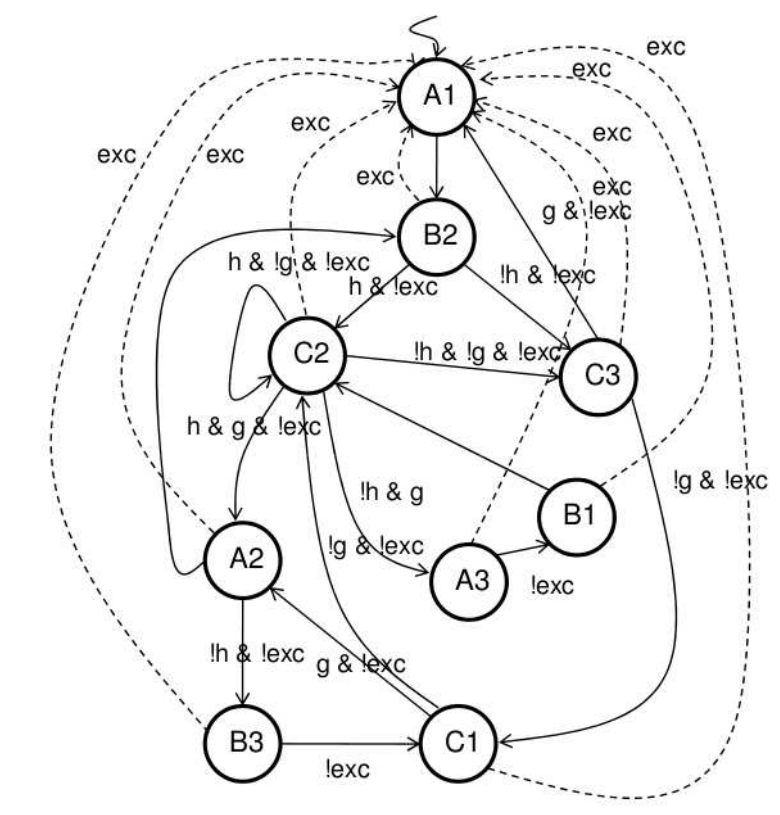 exc
exc
A1
exc
exc
exc
exc
exc
exc
g & !exc
B2
h & !g & !exc
h & !exc
!h & !exc
!h & !g & !exc
C2
C3
h & g & !exc
!h & g
!g & !exc
B1
!g & !exc
A2
A3
!exc
!h & !exc
g & !exc
B3
C1
!exc